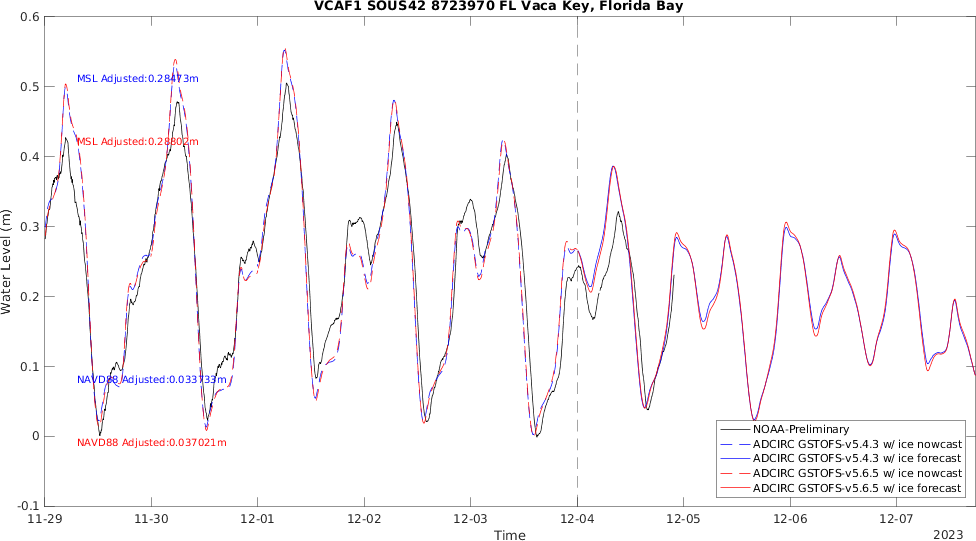 VCAF1 SOUS42 8723970 FL Vaca Key, Florida Bay
0.6
0.5
0.4
0.3
0.2
0.1
0
-0.1
Water Level (m)
MSL Adjusted:0.28473m
MSL Adjusted:0.28802m
NAVD88 Adjusted:0.033733m
NAVD88 Adjusted:0.037021m
NOAA-Preliminary
ADCIRC GSTOFS-v5.4.3 w/ ice nowcast
ADCIRC GSTOFS-v5.4.3 w/ ice forecast
ADCIRC GSTOFS-v5.6.5 w/ ice nowcast
ADCIRC GSTOFS-v5.6.5 w/ ice forecast
11-29 11-30 12-01 12-02 12-03 12-04 12-05 12-06 12-07
Time
2023